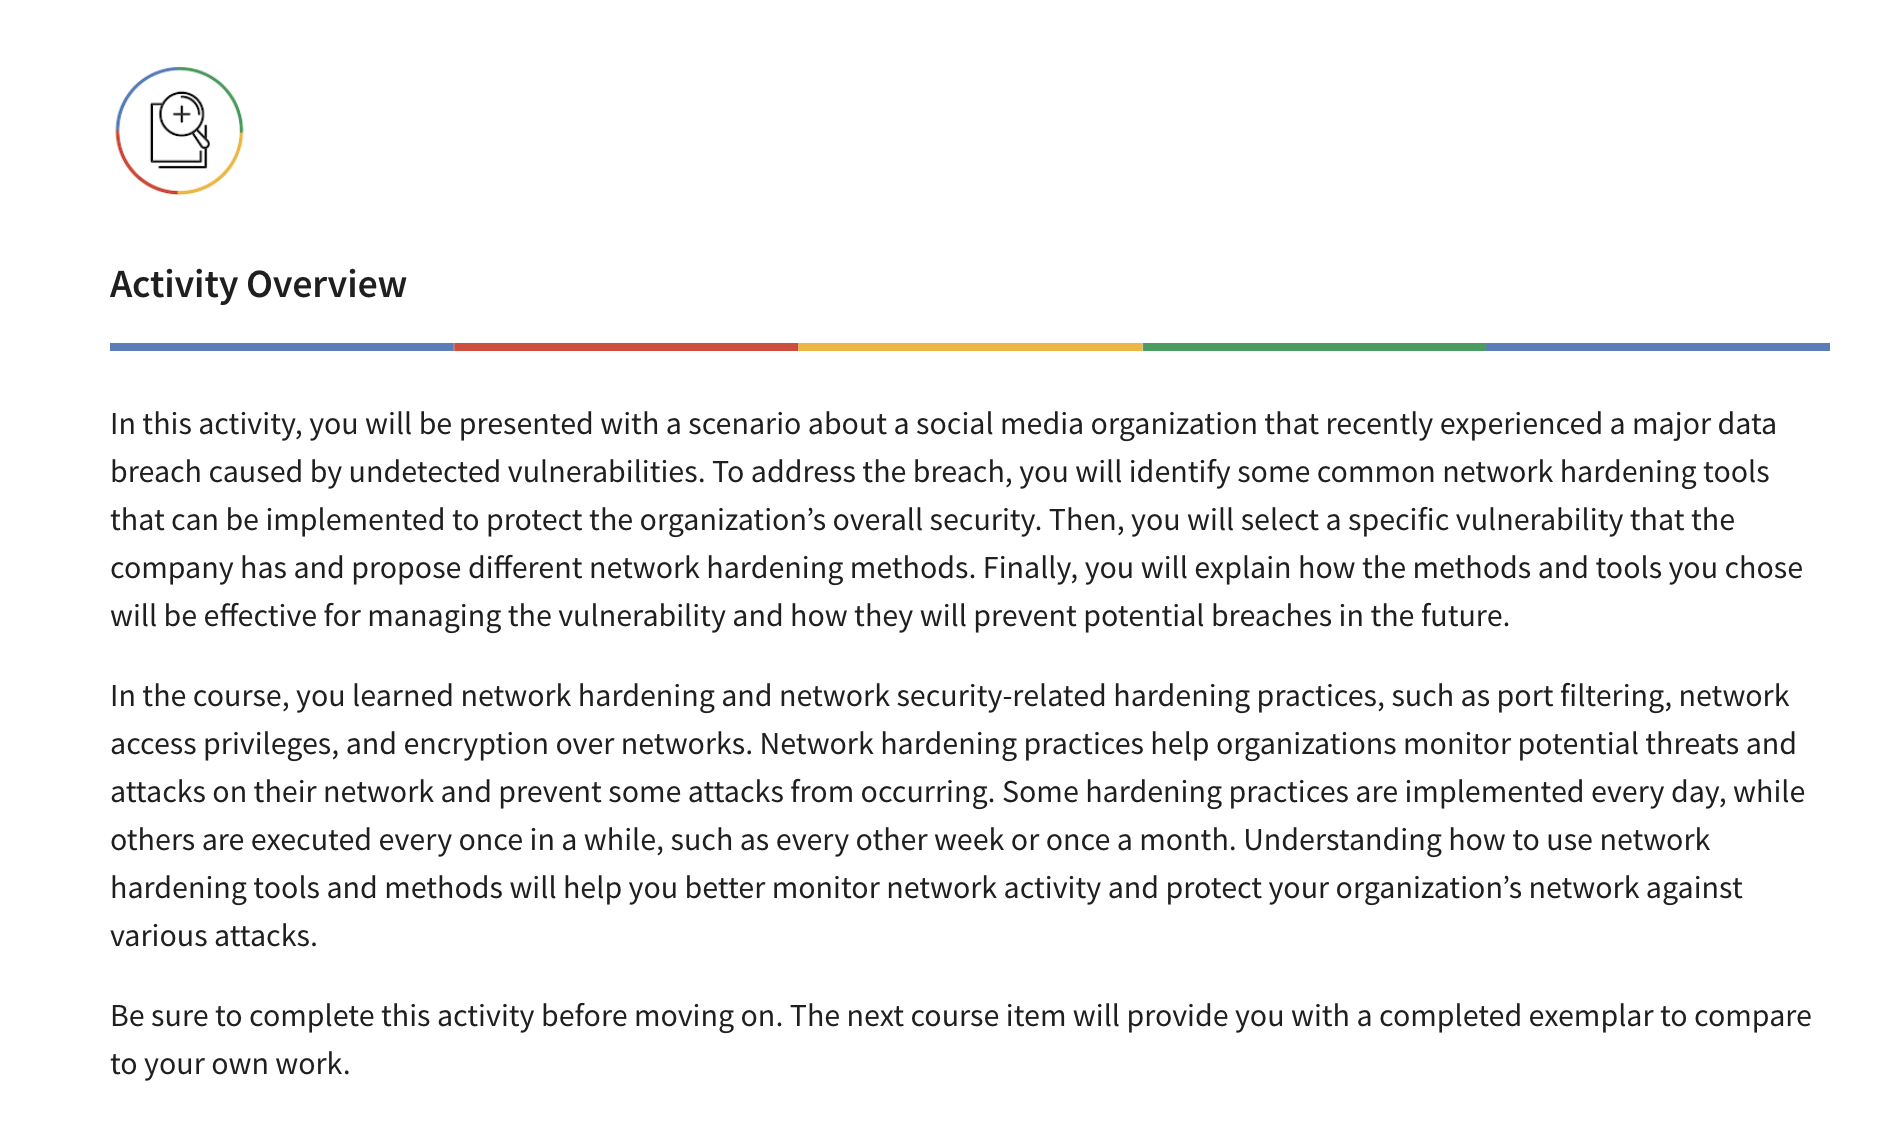 Activity Overview
In this activity, you will be presented with a scenario about a social media organization that recently experienced a major data
breach caused by undetected vulnerabilities. To address the breach, you will identify some common network hardening tools
that can be implemented to protect the organization’s overall security. Then, you will select a specific vulnerability that the
company has and propose different network hardening methods. Finally, you will explain how the methods and tools you chose
will be effective for managing the vulnerability and how they will prevent potential breaches in the future.
In the course, you learned network hardening and network security-related hardening practices, such as port filtering, network
access privileges, and encryption over networks. Network hardening practices help organizations monitor potential threats and
attacks on their network and prevent some attacks from occurring. Some hardening practices are implemented every day, while
others are executed every once in a while, such as every other week or once a month. Understanding how to use network
hardening tools and methods will help you better monitor network activity and protect your organization’s network against
various attacks.
Be sure to complete this activity before moving on. The next course item will provide you with a completed exemplar to compare
to your own work.